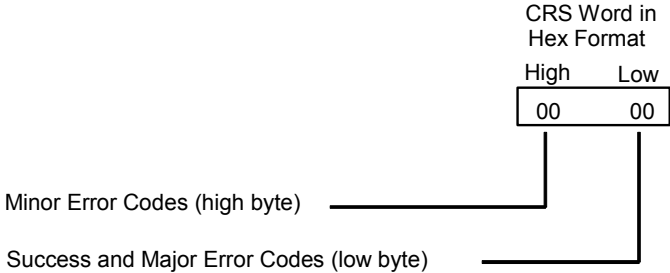 CRS Word in
Hex Format
High Low
00 00
Minor Error Codes (high byte)
Success and Major Error Codes (low byte)